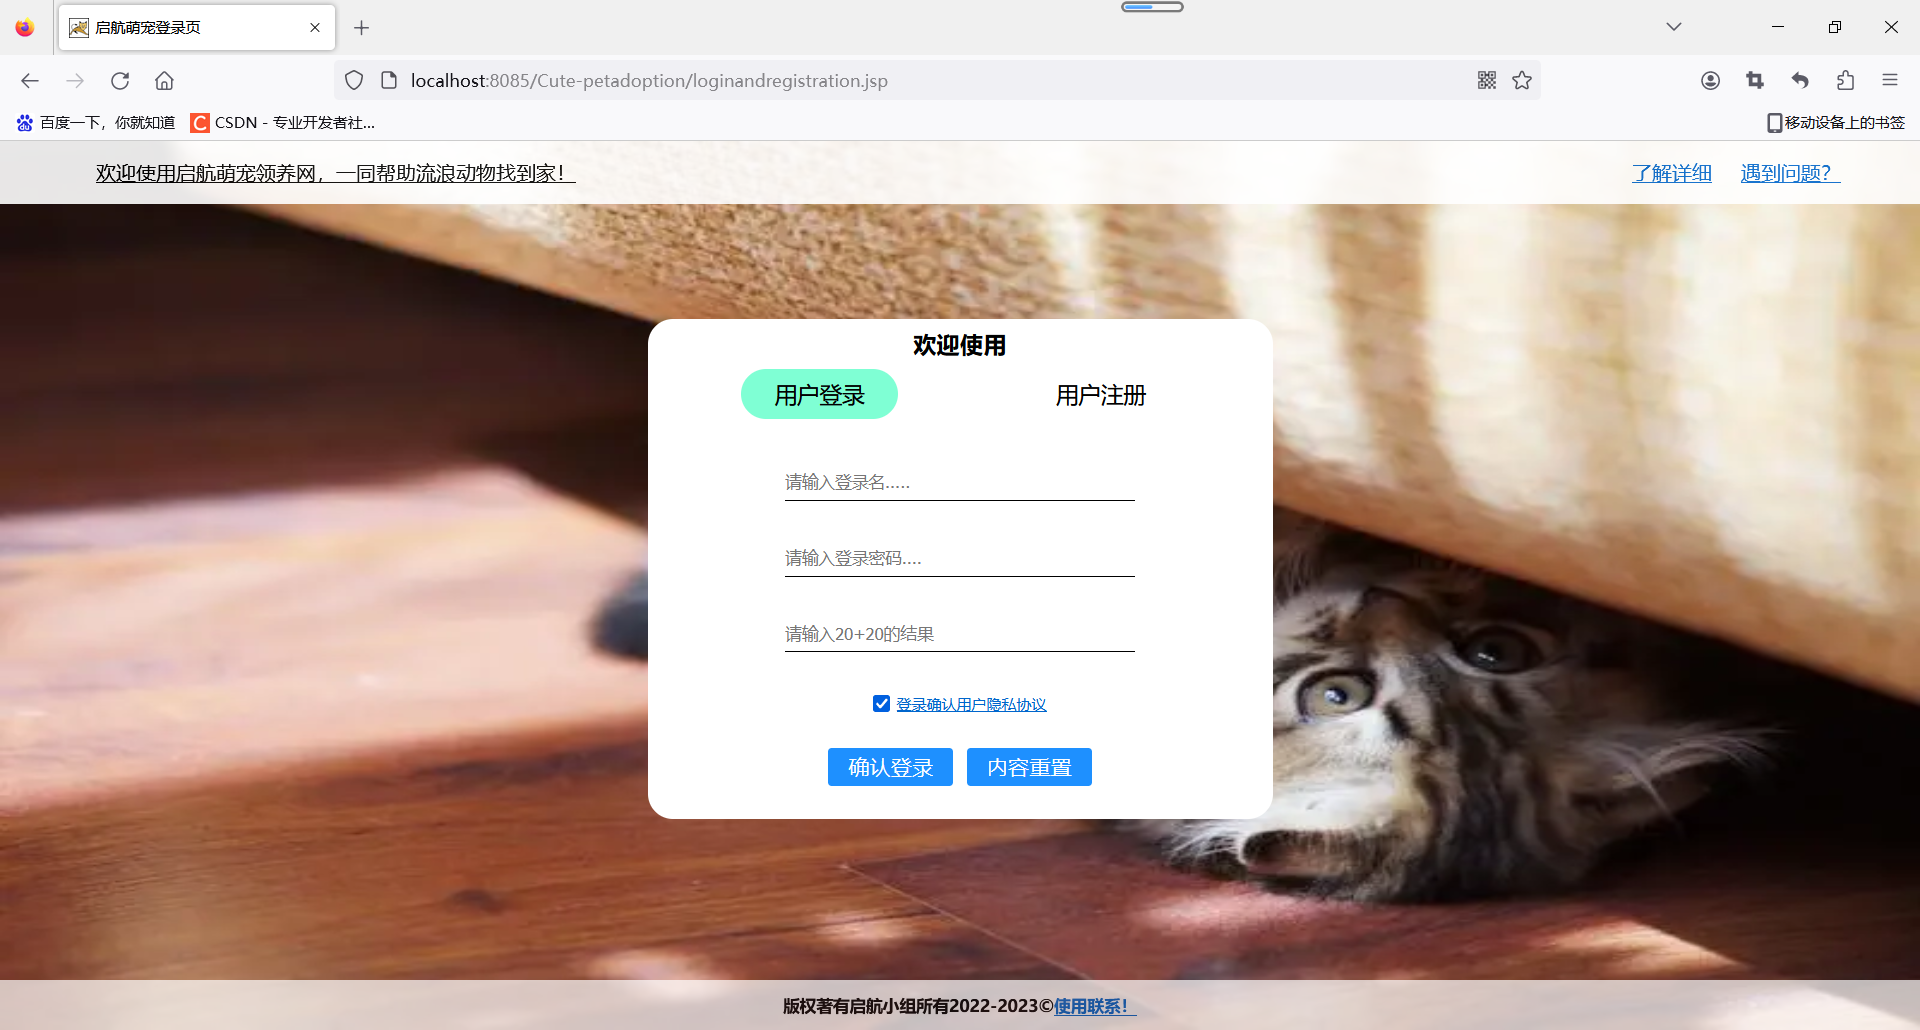 启航萌宠登录页
localhost:8085/Cute-petadoption/loginandregistration.jsp
百度一下，你就知道 CSDN - 专业开发者社... 移动设备上的书签
欢迎使用启航萌宠领养网，一同帮助流浪动物找到家！ 了解详细 遇到问题？
欢迎使用
用户登录 用户注册
请输入登录名.....
请输入登录密码....
请输入20+20的结果
登录确认用户隐私协议
确认登录 内容重置
版权著有启航小组所有2022-2023©使用联系！